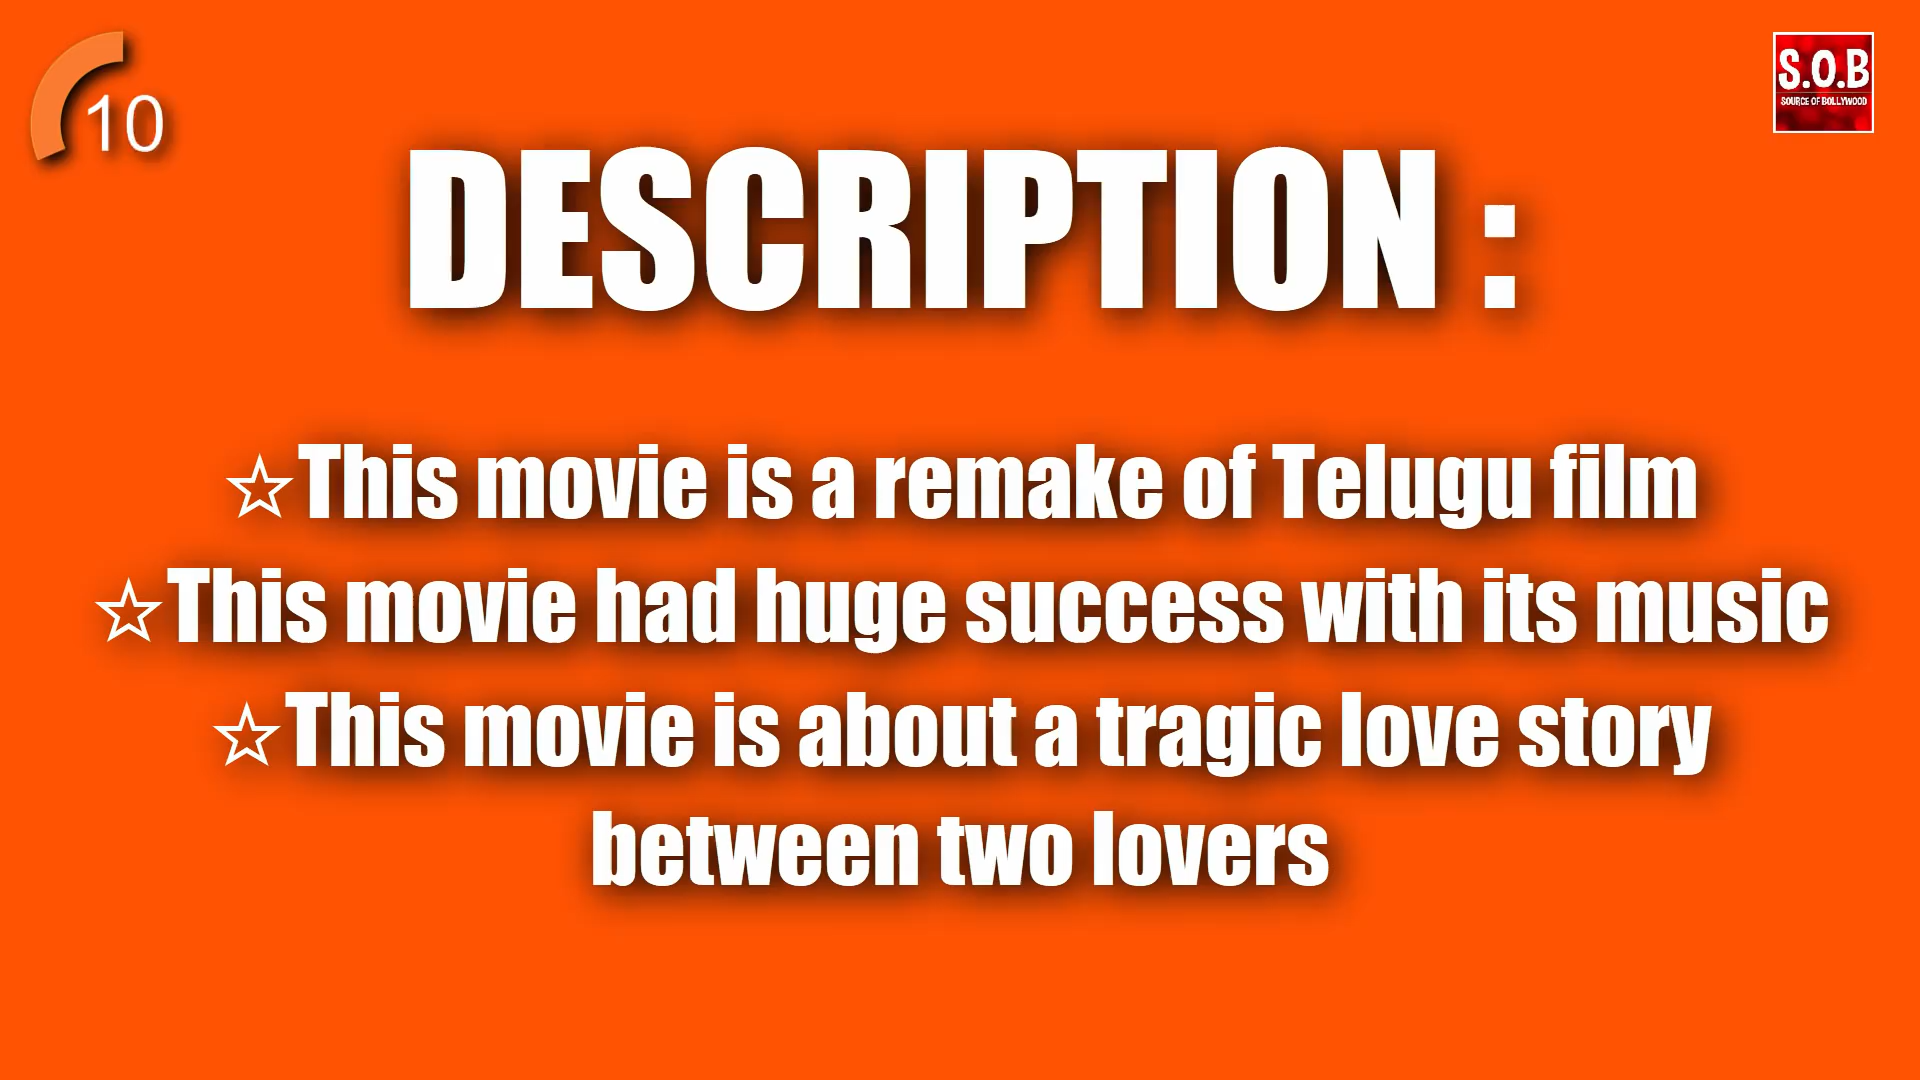 10
S.O.B
SOURCE OF BOLLYWOOD
DESCRIPTION :
☆This movie is a remake of Telugu film
☆This movie had huge success with its music
☆This movie is about a tragic love story
between two lovers